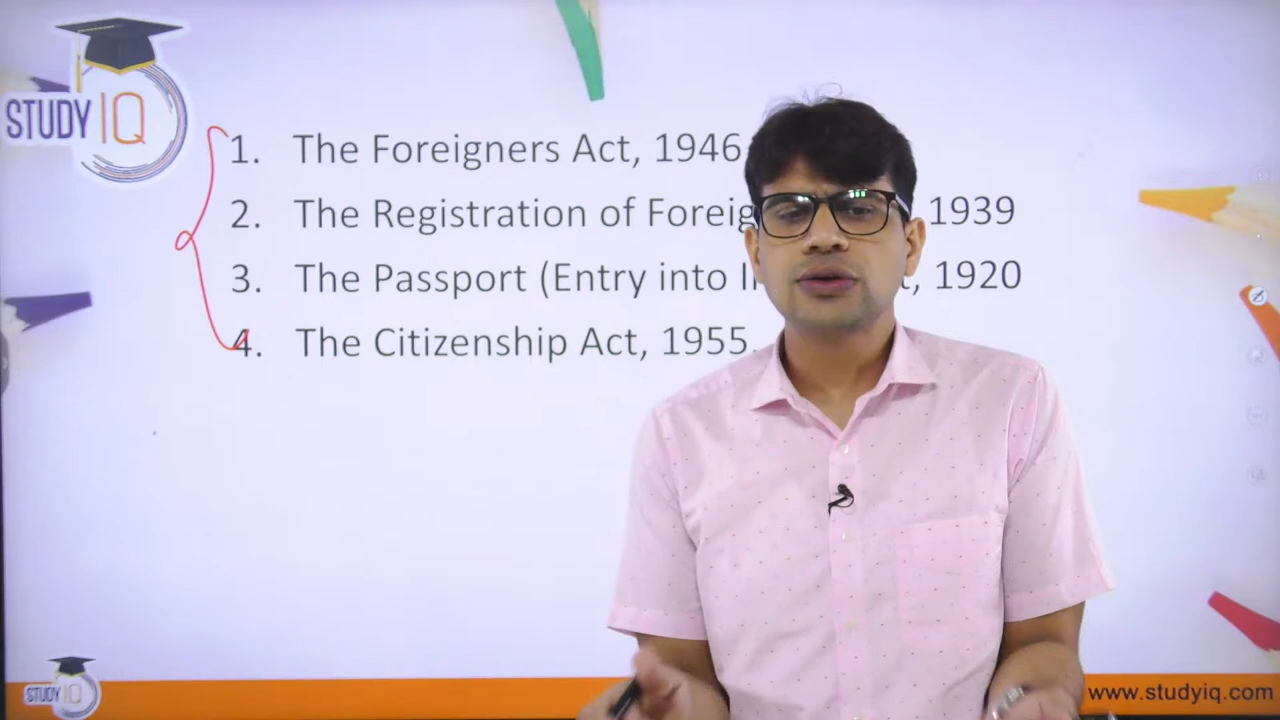 STUDY IQ
1. The Foreigners Act, 1946
2. The Registration of Foreig , 1939
3. The Passport (Entry into I t, 1920
4. The Citizenship Act, 1955.
STUDY IQ
www.studyiq.com